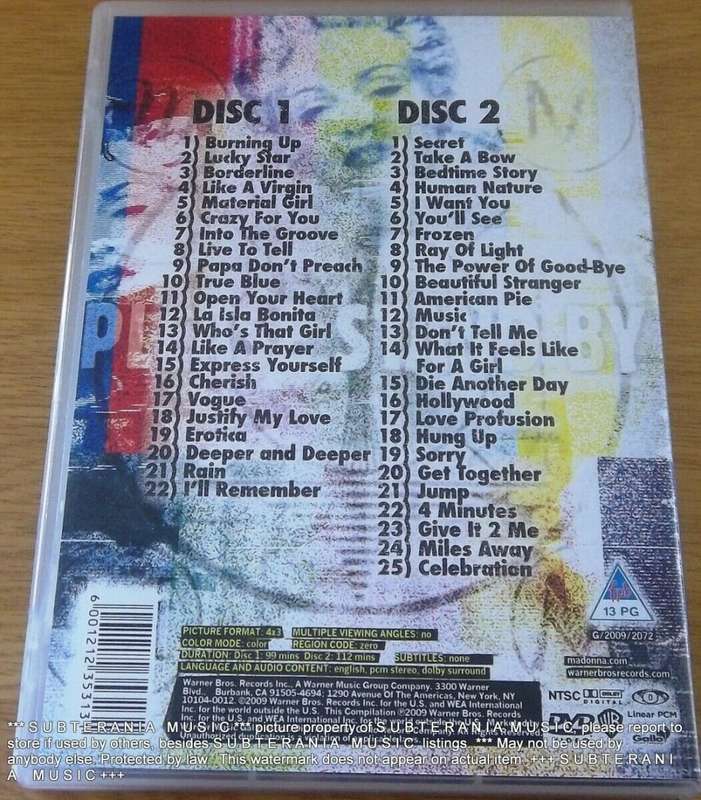 DISC 1
1) Burning Up
2) Lucky Star
3) Borderline
4) Like A Virgin
5) Material Girl
6) Crazy For You
7) Into The Groove
8) Live To Tell
9) Papa Don't Preach
10) True Blue
11) Open Your Heart
12) La Isla Bonita
13) Who's That Girl
14) Like A Prayer
15) Express Yourself
16) Cherish
17) Vogue
18) Justify My Love
19) Erotica
20) Deeper and Deeper
21) Rain
22) I'll Remember
DISC 2
1) Secret
2) Take A Bow
3) Bedtime Story
4) Human Nature
5) I Want You
6) You'll See
7) Frozen
8) Ray Of Light
9) The Power Of Good-Bye
10) Beautiful Stranger
11) American Pie
12) Music
13) Don't Tell Me
14) What It Feels Like
For A Girl
15) Die Another Day
16) Hollywood
17) Love Profusion
18) Hung Up
19) Sorry
20) Get Together
21) Jump
22) 4 Minutes
23) Give It 2 Me
24) Miles Away
25) Celebration
13 PG
G/2009/2072
madonna.com
warnerbrosrecords.com
PICTURE FORMAT: 4x3 MULTIPLE VIEWING ANGLES: no
COLOR MODE: color REGION CODE: zero
DURATION: Disc 1: 99 mins Disc 2: 112 mins SUBTITLES: none
LANGUAGE AND AUDIO CONTENT: english, pcm stereo, dolby surround
Warner Bros. Records Inc., A Warner Music Group Company. 3300 Warner
Blvd., Burbank, CA 91505-4694; 1290 Avenue Of The Americas, New York, NY
10104-0012. ©2009 Warner Bros. Records Inc. for the U.S. and WEA International
Inc. for the world outside the U.S. This Compilation ℗2009 Warner Bros. Records
Inc. for the U.S. and WEA International Inc.
NTSC DOLBY DIGITAL
Linear PCM
DVD
Gallo
*** S U B T E R A N I A M U S I C *** picture property of S U B T E R A N I A M U S I C please report to
store if used by others, besides S U B T E R A N I A M U S I C listings *** May not be used by
anybody else. Protected by law. This watermark does not appear on actual item. +++ S U B T E R A N I
A M U S I C +++